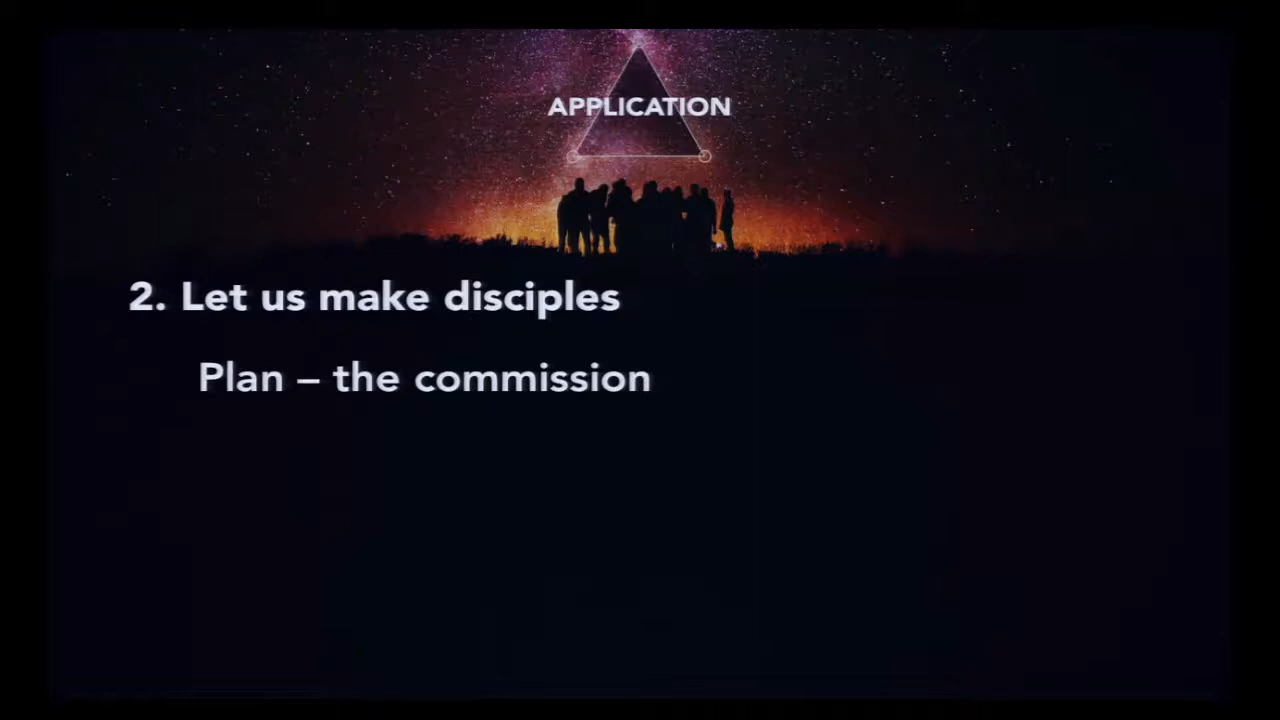 APPLICATION
2. Let us make disciples
Plan – the commission